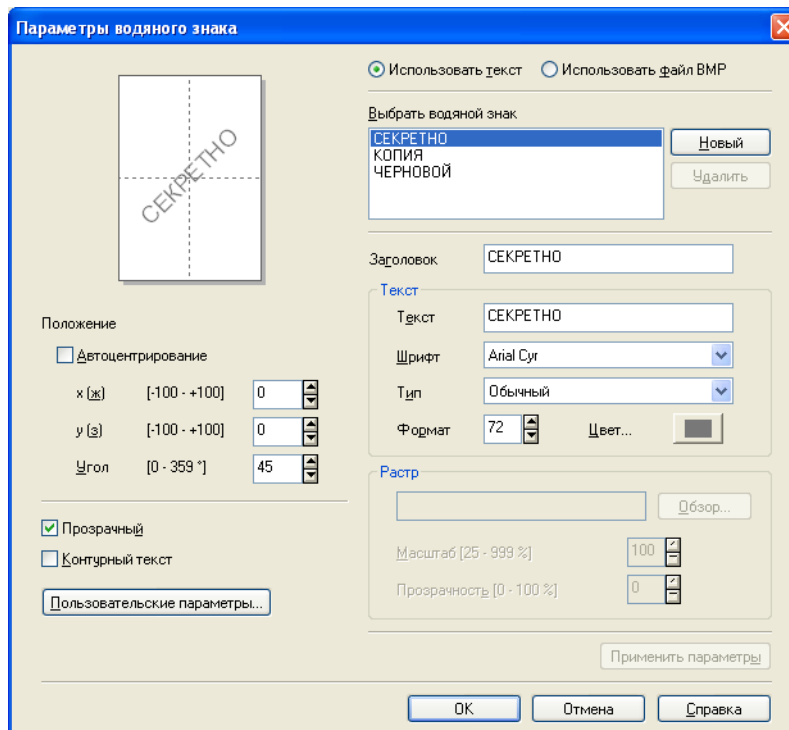 Параметры водяного знака
СЕКРЕТНО
Использовать текст Использовать файл BMP
Выбрать водяной знак
СЕКРЕТНО
КОПИЯ
ЧЕРНОВОЙ
Новый
Удалить
Заголовок СЕКРЕТНО
Текст
Текст СЕКРЕТНО
Шрифт Arial Cyr
Тип Обычный
Формат 72 Цвет...
Растр
Обзор...
Масштаб [25 - 999 %] 100
Прозрачность [0 - 100 %] 0
Положение
Автоцентрирование
x (ж) [-100 - +100] 0
y (з) [-100 - +100] 0
Угол [0 - 359 °] 45
Прозрачный
Контурный текст
Пользовательские параметры...
Применить параметры
OK Отмена Справка